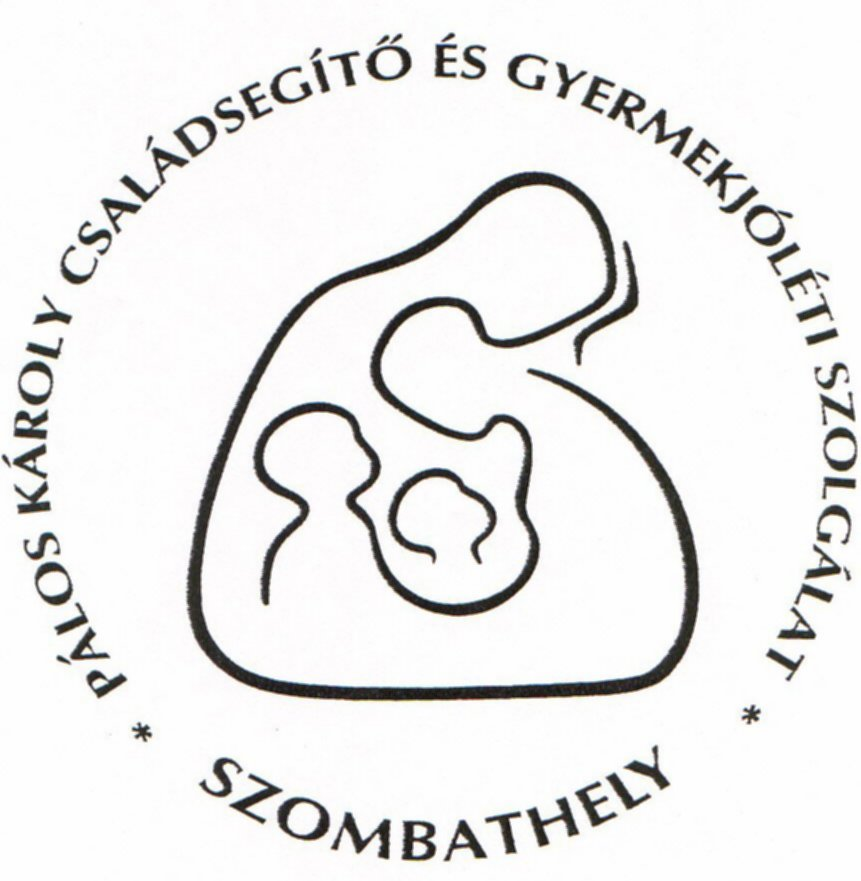 PÁLOS KÁROLY CSALÁDSEGÍTŐ ÉS GYERMEKJÓLÉTI SZOLGÁLAT
* SZOMBATHELY *